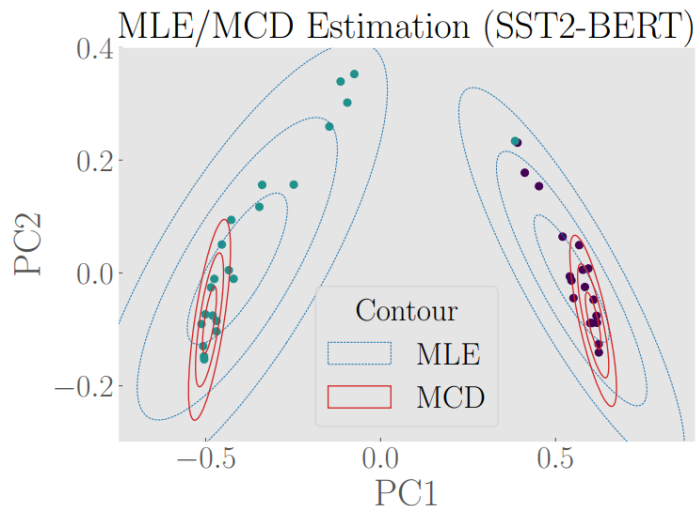 MLE/MCD Estimation (SST2-BERT)
0.4
0.2
0.0
−0.2
PC2
Contour
MLE
MCD
−0.5
0.0
0.5
PC1